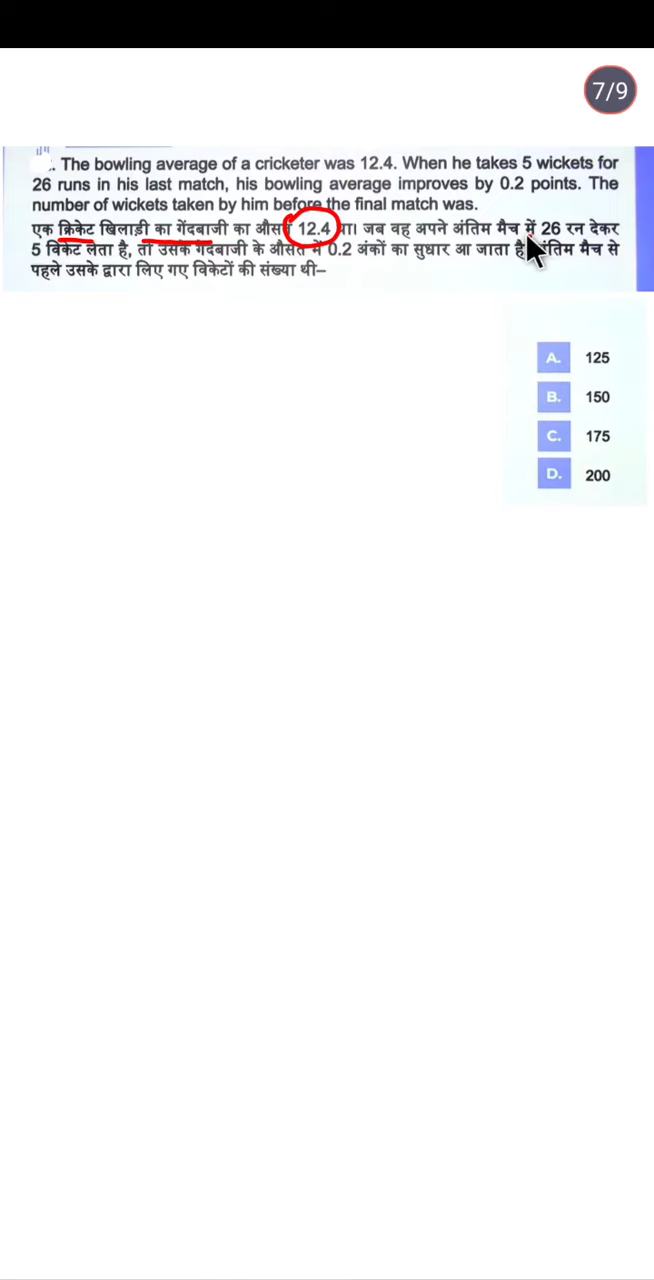 7/9
. The bowling average of a cricketer was 12.4. When he takes 5 wickets for
26 runs in his last match, his bowling average improves by 0.2 points. The
number of wickets taken by him before the final match was.
एक क्रिकेट खिलाड़ी का गेंदबाजी का औसत 12.4 था। जब वह अपने अंतिम मैच में 26 रन देकर
5 विकेट लेता है, तो उसके गेंदबाजी के औसत में 0.2 अंकों का सुधार आ जाता है अंतिम मैच से
पहले उसके द्वारा लिए गए विकेटों की संख्या थी–
A. 125
B. 150
C. 175
D. 200